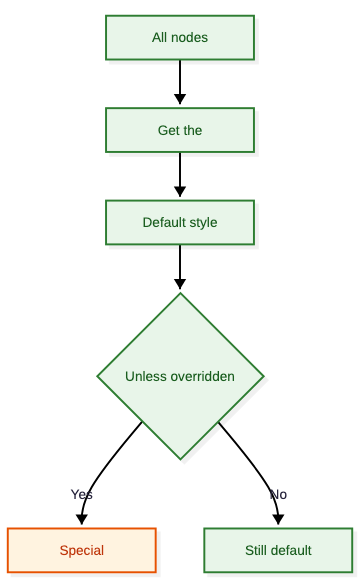 All nodes
Get the
Default style
Unless overridden
Yes
No
Special
Still default